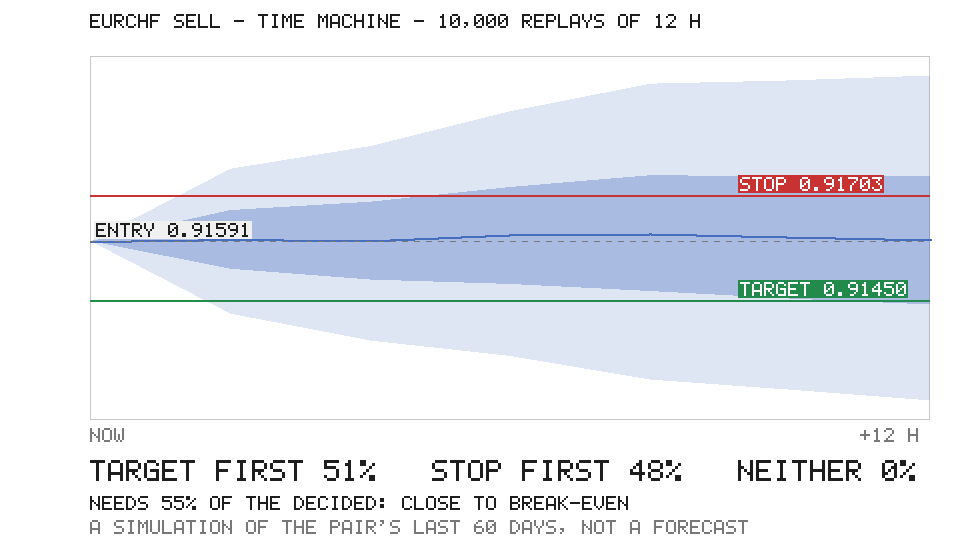 EURCHF SELL - TIME MACHINE - 10,000 REPLAYS OF 12 H
STOP 0.91703
ENTRY 0.91591
TARGET 0.91450
NOW +12 H
TARGET FIRST 51% STOP FIRST 48% NEITHER 0%
NEEDS 55% OF THE DECIDED: CLOSE TO BREAK-EVEN
A SIMULATION OF THE PAIR'S LAST 60 DAYS, NOT A FORECAST